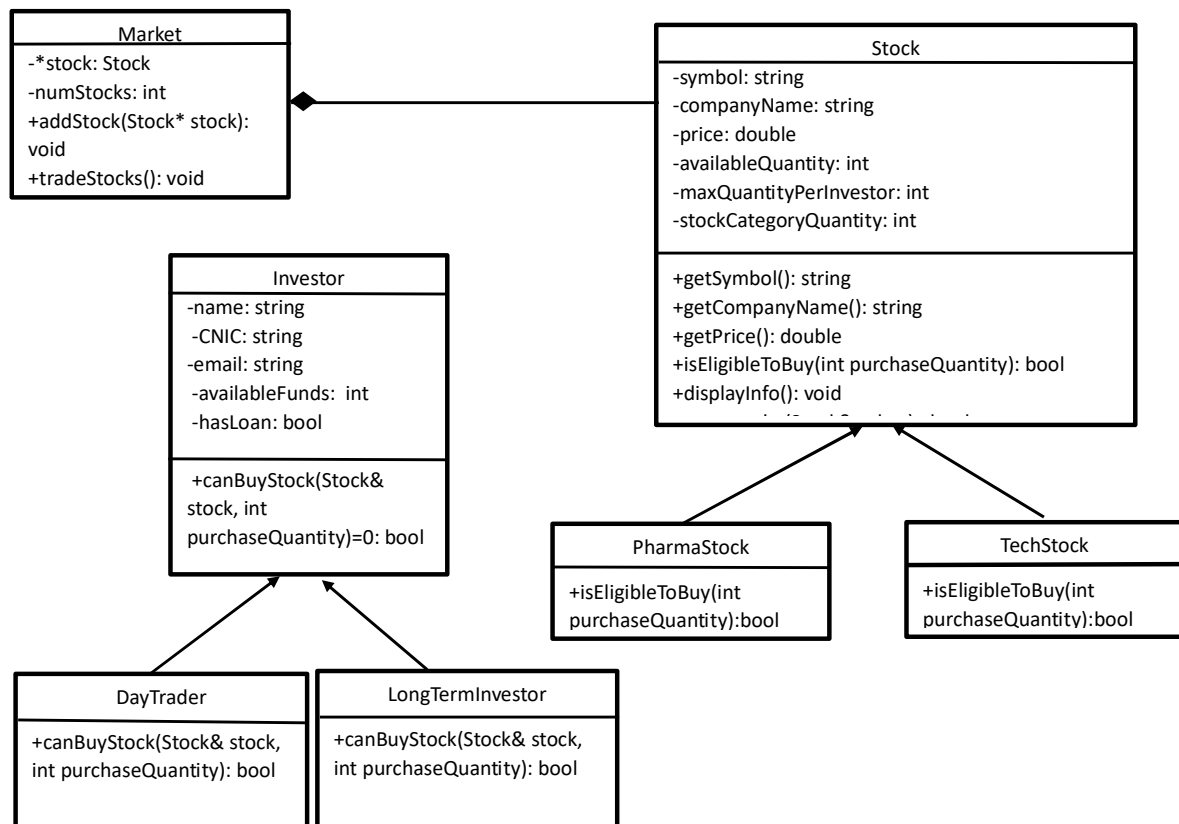 Market
-*stock: Stock
-numStocks: int
+addStock(Stock* stock):
void
+tradeStocks(): void
Stock
-symbol: string
-companyName: string
-price: double
-availableQuantity: int
-maxQuantityPerInvestor: int
-stockCategoryQuantity: int
+getSymbol(): string
+getCompanyName(): string
+getPrice(): double
+isEligibleToBuy(int purchaseQuantity): bool
+displayInfo(): void
Investor
-name: string
-CNIC: string
-email: string
-availableFunds:  int
-hasLoan: bool
+canBuyStock(Stock&
stock, int
purchaseQuantity)=0: bool
PharmaStock
+isEligibleToBuy(int
purchaseQuantity):bool
TechStock
+isEligibleToBuy(int
purchaseQuantity):bool
DayTrader
+canBuyStock(Stock& stock,
int purchaseQuantity): bool
LongTermInvestor
+canBuyStock(Stock& stock,
int purchaseQuantity): bool